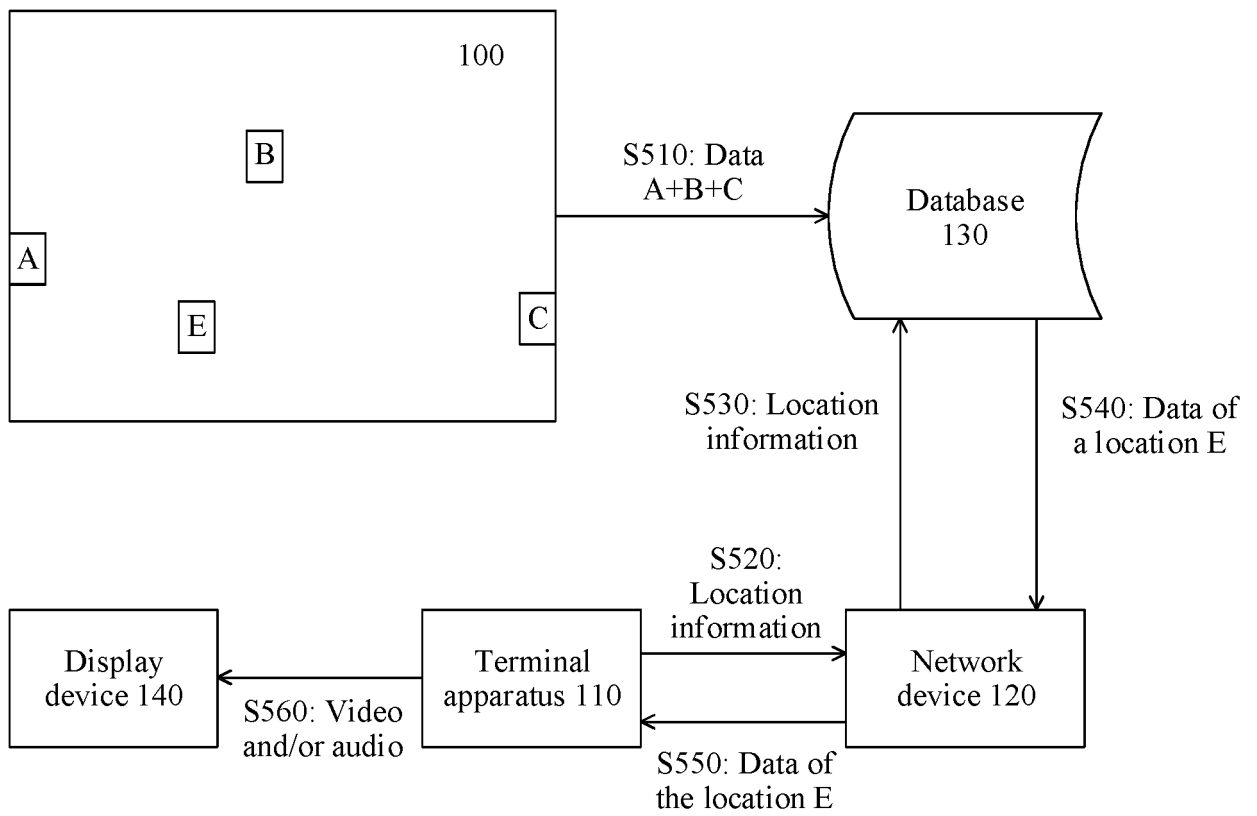 100
B
A
E
C
S510: Data
A+B+C
Database
130
S530: Location
information
S540: Data of
a location E
S520:
Location
information
Display
device 140
Terminal
apparatus 110
Network
device 120
S560: Video
and/or audio
S550: Data of
the location E